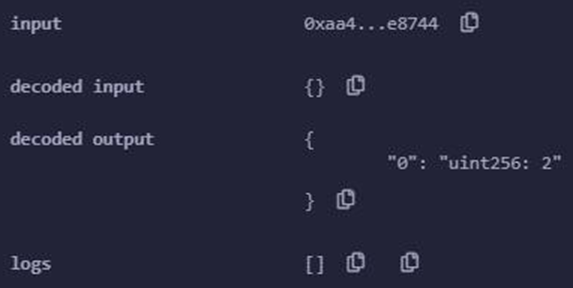 input 0xaa4...e8744
decoded input {}
decoded output {
"0": "uint256: 2"
}
logs []